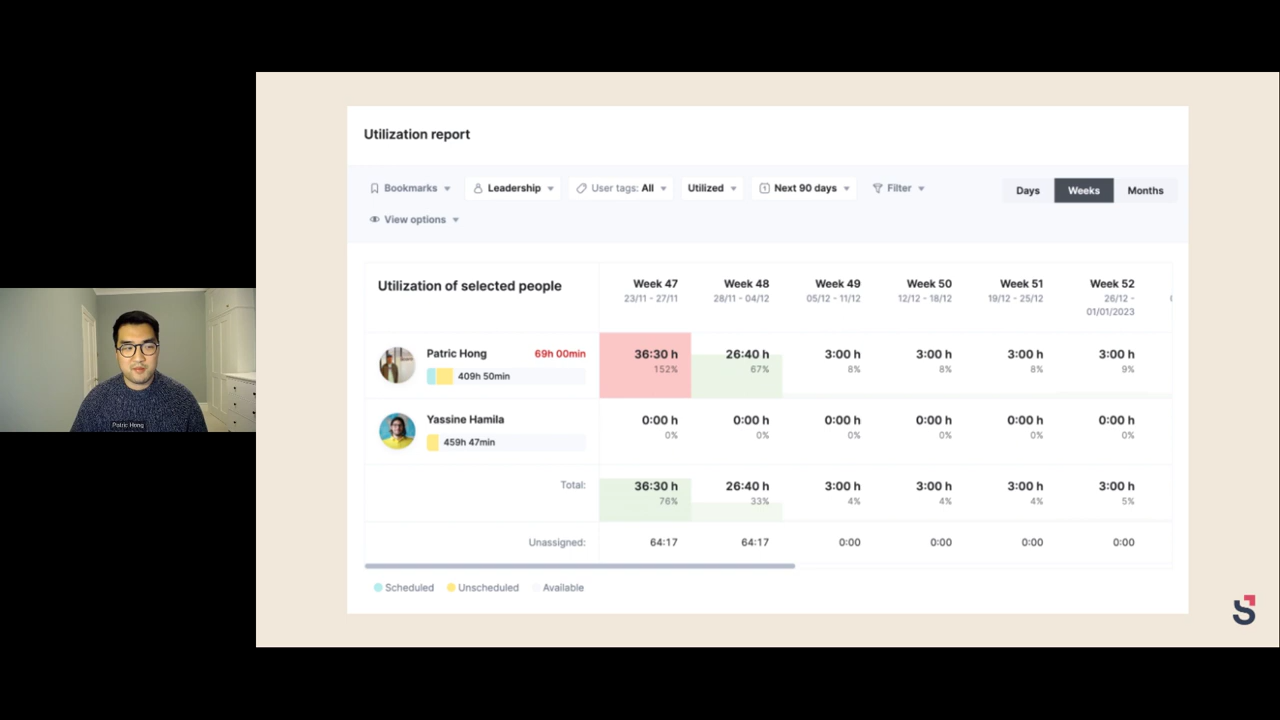 Utilization report
Bookmarks Leadership User tags: All Utilized Next 90 days Filter Days Weeks Months
View options
Utilization of selected people Week 47 Week 48 Week 49 Week 50 Week 51 Week 52
23/11 - 27/11 28/11 - 04/12 05/12 - 11/12 12/12 - 18/12 19/12 - 25/12 26/12 -
01/01/2023
Patric Hong 69h 00min 36:30 h 26:40 h 3:00 h 3:00 h 3:00 h 3:00 h
409h 50min 152% 67% 8% 8% 8% 9%
Yassine Hamila 0:00 h 0:00 h 0:00 h 0:00 h 0:00 h 0:00 h
459h 47min 0% 0% 0% 0% 0% 0%
Total: 36:30 h 26:40 h 3:00 h 3:00 h 3:00 h 3:00 h
76% 33% 4% 4% 4% 5%
Unassigned: 64:17 64:17 0:00 0:00 0:00 0:00
Scheduled Unscheduled Available
Patric Hong